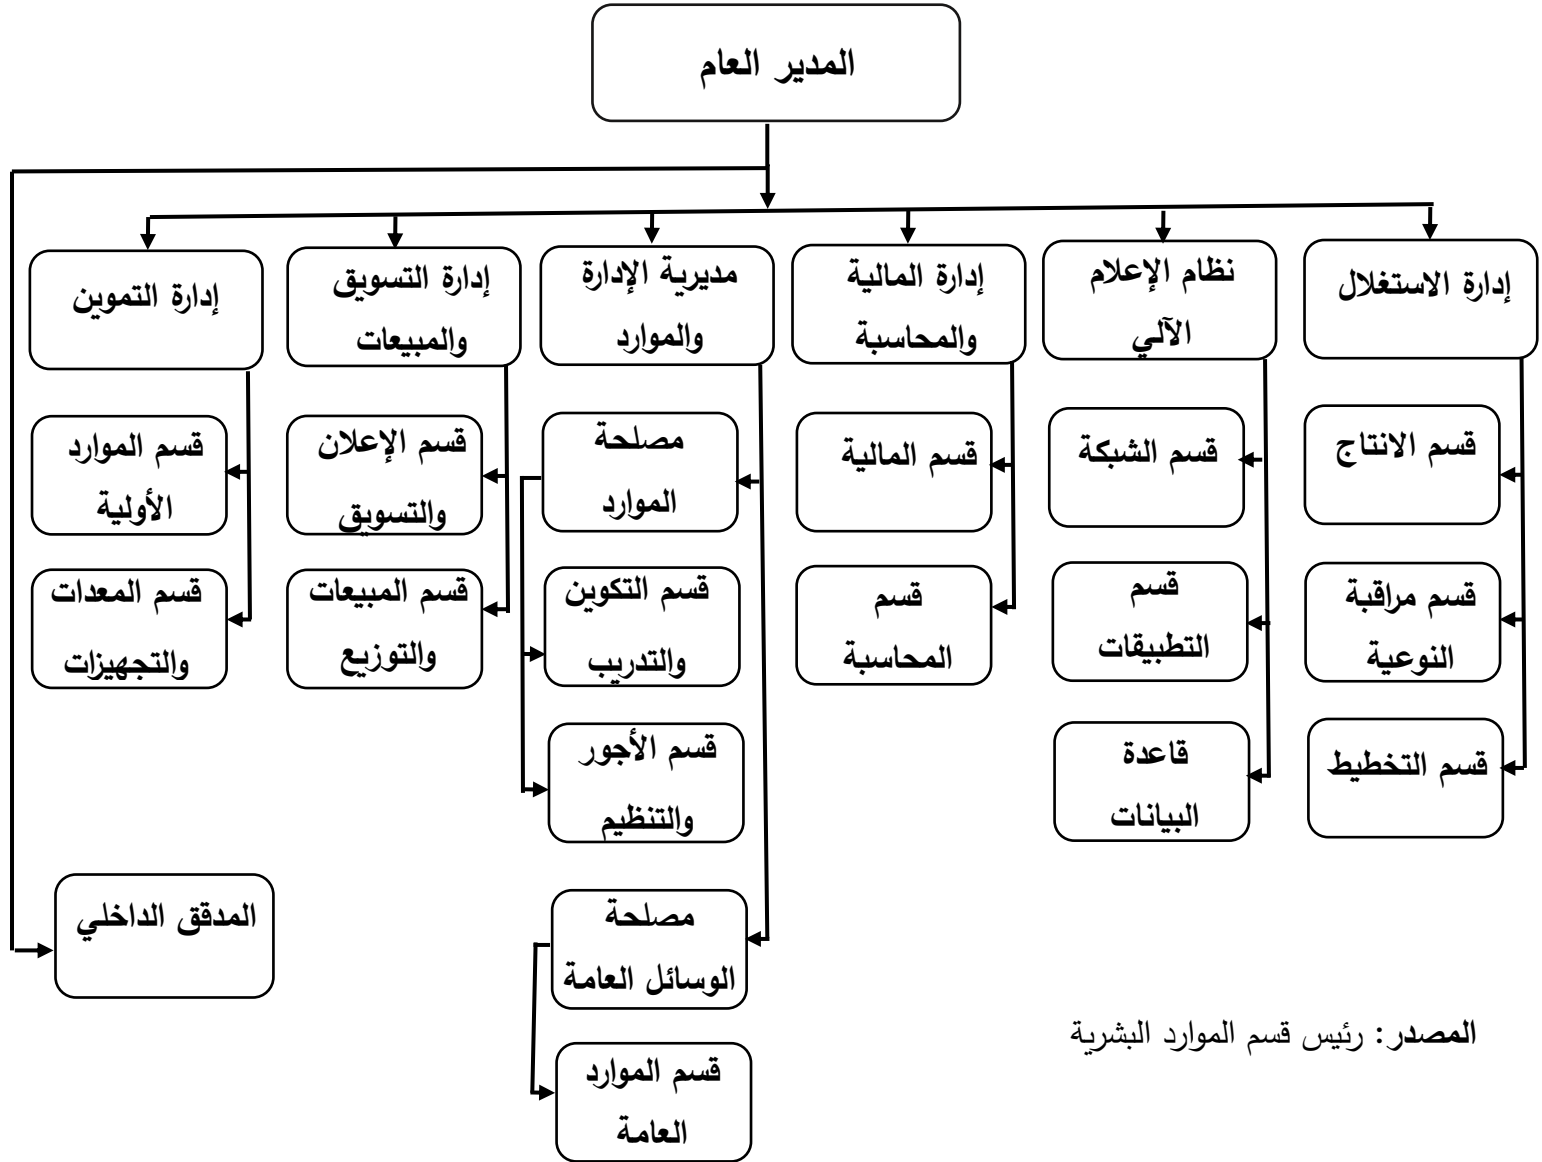 المدير العام
إدارة الاستغلال
نظام الإعلام
الآلي
إدارة المالية
والمحاسبة
مديرية الإدارة
والموارد
إدارة التسويق
والمبيعات
إدارة التموين
قسم الانتاج
قسم الشبكة
قسم المالية
مصلحة
الموارد
قسم الإعلان
والتسويق
قسم الموارد
الأولية
قسم مراقبة
النوعية
قسم
التطبيقات
قسم
المحاسبة
قسم التكوين
والتدريب
قسم المبيعات
والتوزيع
قسم المعدات
والتجهيزات
قسم التخطيط
قاعدة
البيانات
قسم الأجور
والتنظيم
مصلحة
الوسائل العامة
المدقق الداخلي
قسم الموارد
العامة
المصدر: رئيس قسم الموارد البشرية